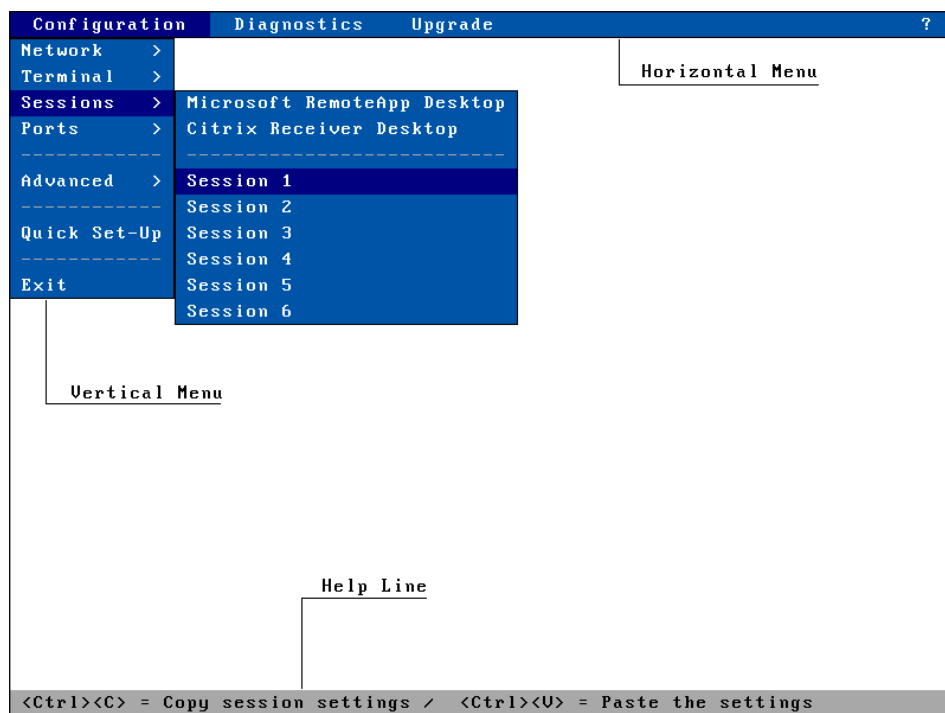 Configuration Diagnostics Upgrade ?
Network >
Terminal >
Sessions >
Ports >
------------
Advanced >
------------
Quick Set-Up
------------
Exit
Microsoft RemoteApp Desktop
Citrix Receiver Desktop
---------------------------
Session 1
Session 2
Session 3
Session 4
Session 5
Session 6
Horizontal Menu
Vertical Menu
Help Line
<Ctrl><C> = Copy session settings / <Ctrl><V> = Paste the settings